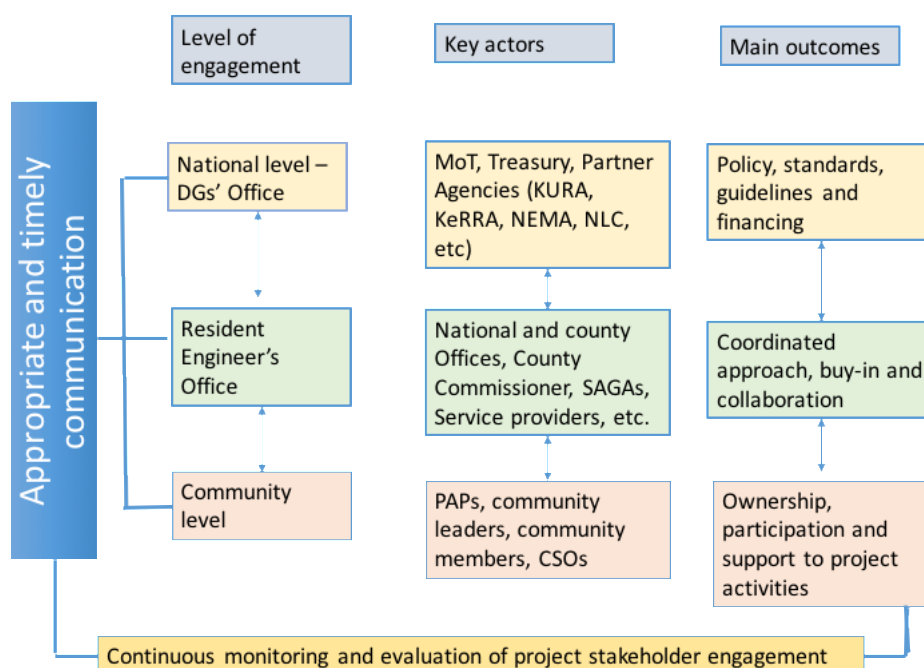 Level of
engagement
Key actors
Main outcomes
Appropriate and timely
communication
National level –
DGs' Office
MoT, Treasury, Partner
Agencies (KURA,
KeRRA, NEMA, NLC,
etc)
Policy, standards,
guidelines and
financing
Resident
Engineer's
Office
National and county
Offices, County
Commissioner, SAGAs,
Service providers, etc.
Coordinated
approach, buy-in and
collaboration
Community
level
PAPs, community
leaders, community
members, CSOs
Ownership,
participation and
support to project
activities
Continuous monitoring and evaluation of project stakeholder engagement